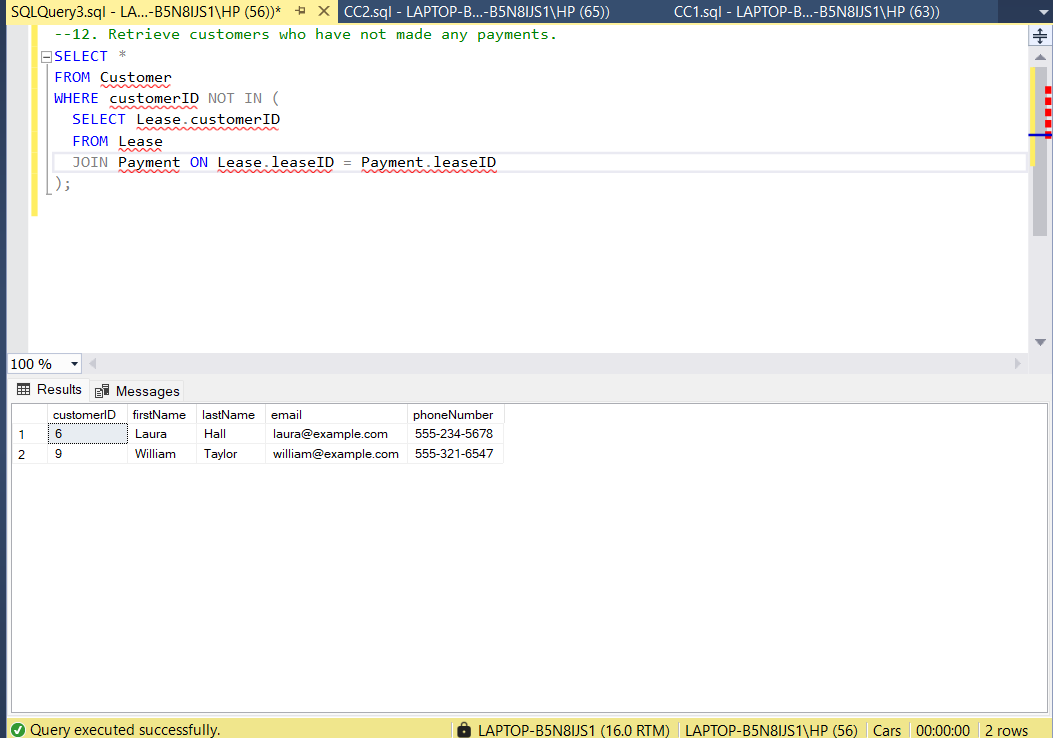 SQLQuery3.sql - LA...-B5N8IJS1\HP (56))* CC2.sql - LAPTOP-B...-B5N8IJS1\HP (65)) CC1.sql - LAPTOP-B...-B5N8IJS1\HP (63))
--12. Retrieve customers who have not made any payments.
SELECT *
FROM Customer
WHERE customerID NOT IN (
SELECT Lease.customerID
FROM Lease
JOIN Payment ON Lease.leaseID = Payment.leaseID
);
100 %
Results Messages
customerID firstName lastName email phoneNumber
1 6 Laura Hall laura@example.com 555-234-5678
2 9 William Taylor william@example.com 555-321-6547
Query executed successfully. LAPTOP-B5N8IJS1 (16.0 RTM) LAPTOP-B5N8IJS1\HP (56) Cars 00:00:00 2 rows